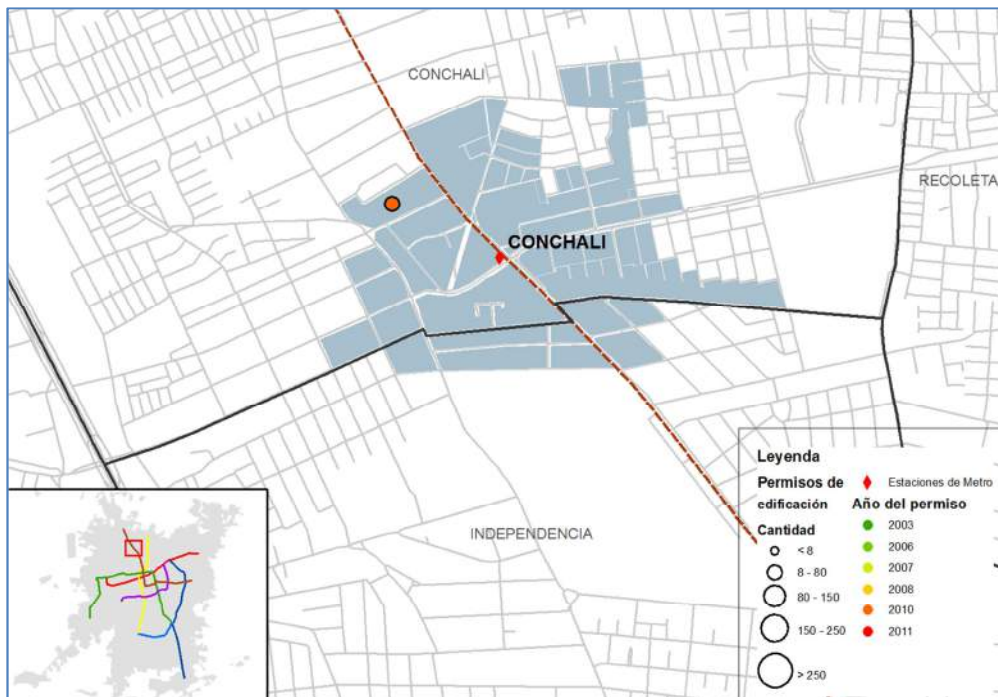 CONCHALI
RECOLETA
CONCHALI
INDEPENDENCIA
Leyenda
Permisos de
edificación
Cantidad
< 8
8 - 80
80 - 150
150 - 250
> 250
Estaciones de Metro
Año del permiso
2003
2006
2007
2008
2010
2011